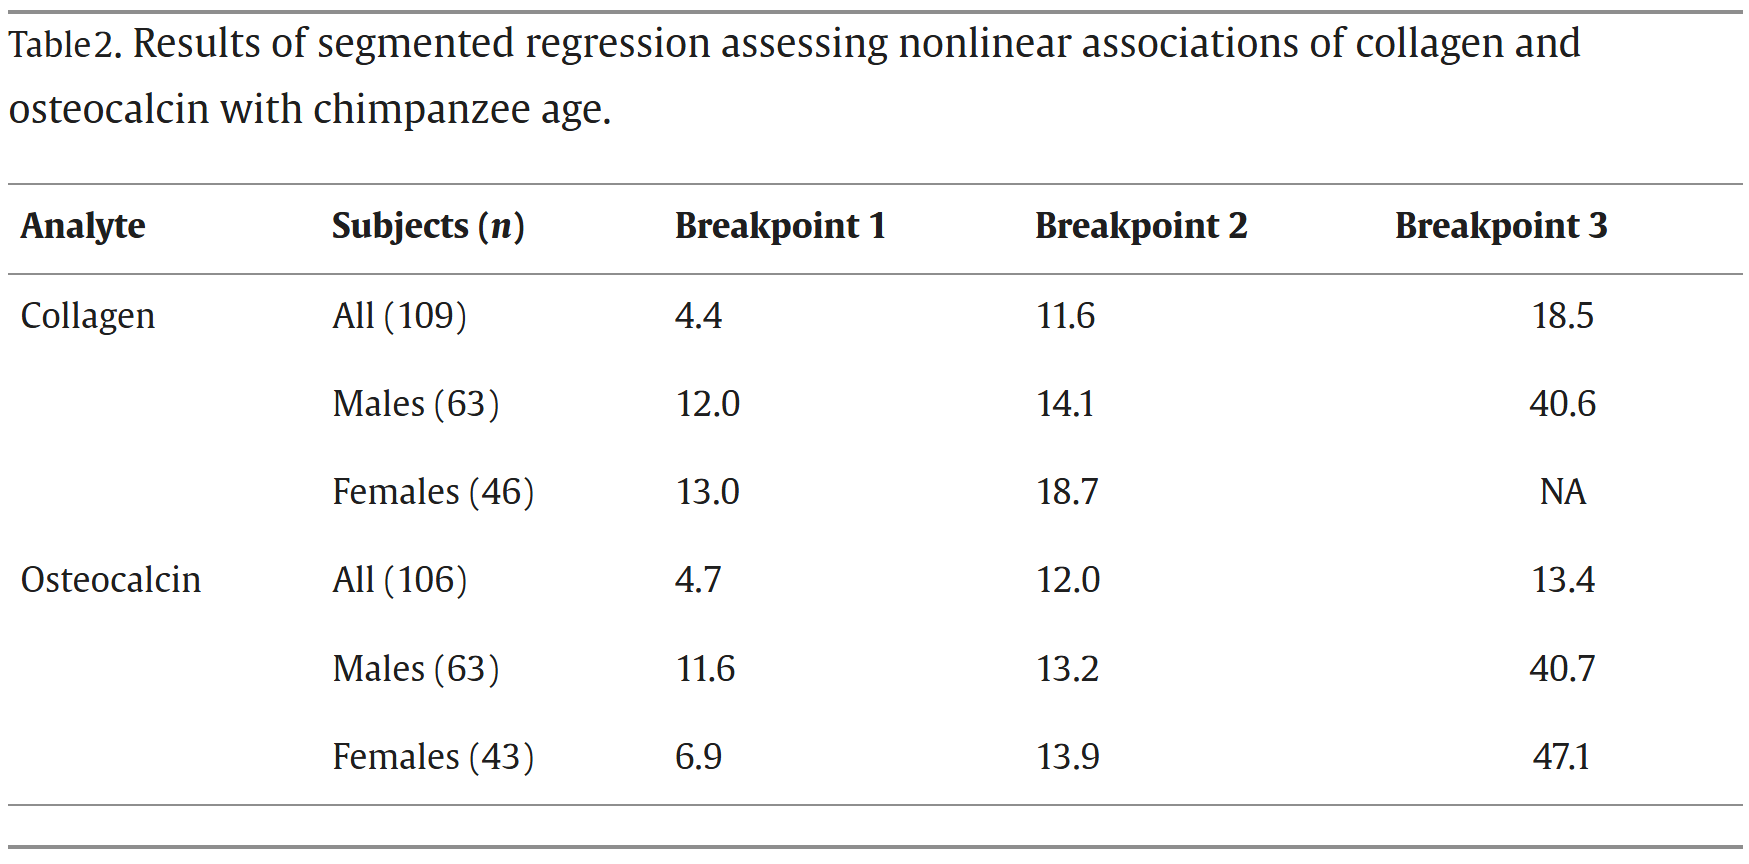 Table2. Results of segmented regression assessing nonlinear associations of collagen and
osteocalcin with chimpanzee age.
Analyte Subjects (n) Breakpoint 1 Breakpoint 2 Breakpoint 3
Collagen All (109) 4.4 11.6 18.5
Males (63) 12.0 14.1 40.6
Females (46) 13.0 18.7 NA
Osteocalcin All (106) 4.7 12.0 13.4
Males (63) 11.6 13.2 40.7
Females (43) 6.9 13.9 47.1